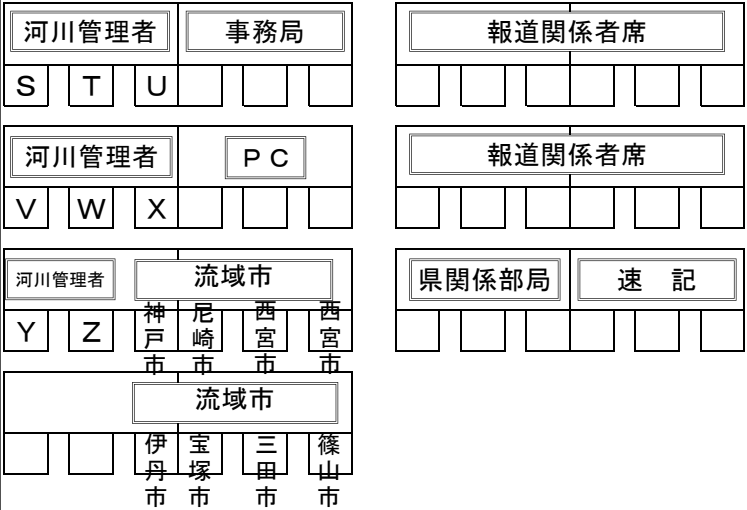 河川管理者 事務局 報道関係者席
S T U
河川管理者 PC 報道関係者席
V W X
河川管理者 流域市 県関係部局 速 記
Y Z 神戸市 尼崎市 西宮市 西宮市
流域市
伊丹市 宝塚市 三田市 篠山市